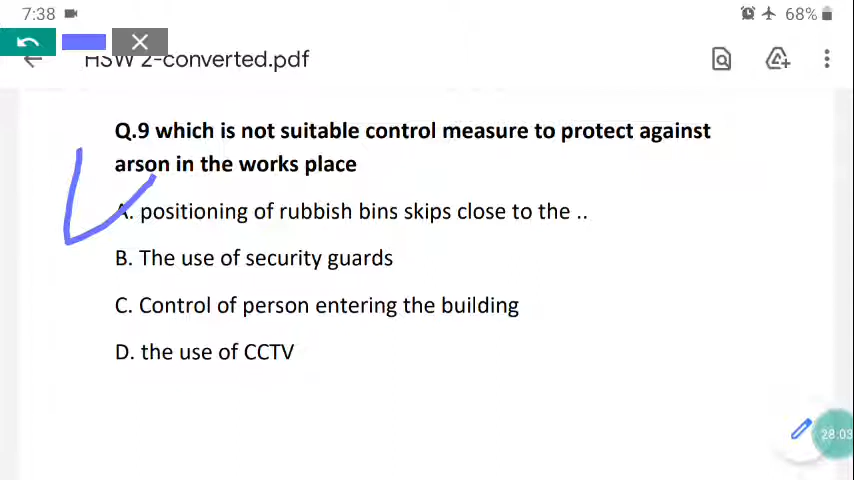 7:38
68%
HSW 2-converted.pdf
Q.9 which is not suitable control measure to protect against
arson in the works place
A. positioning of rubbish bins skips close to the ..
B. The use of security guards
C. Control of person entering the building
D. the use of CCTV
28:03